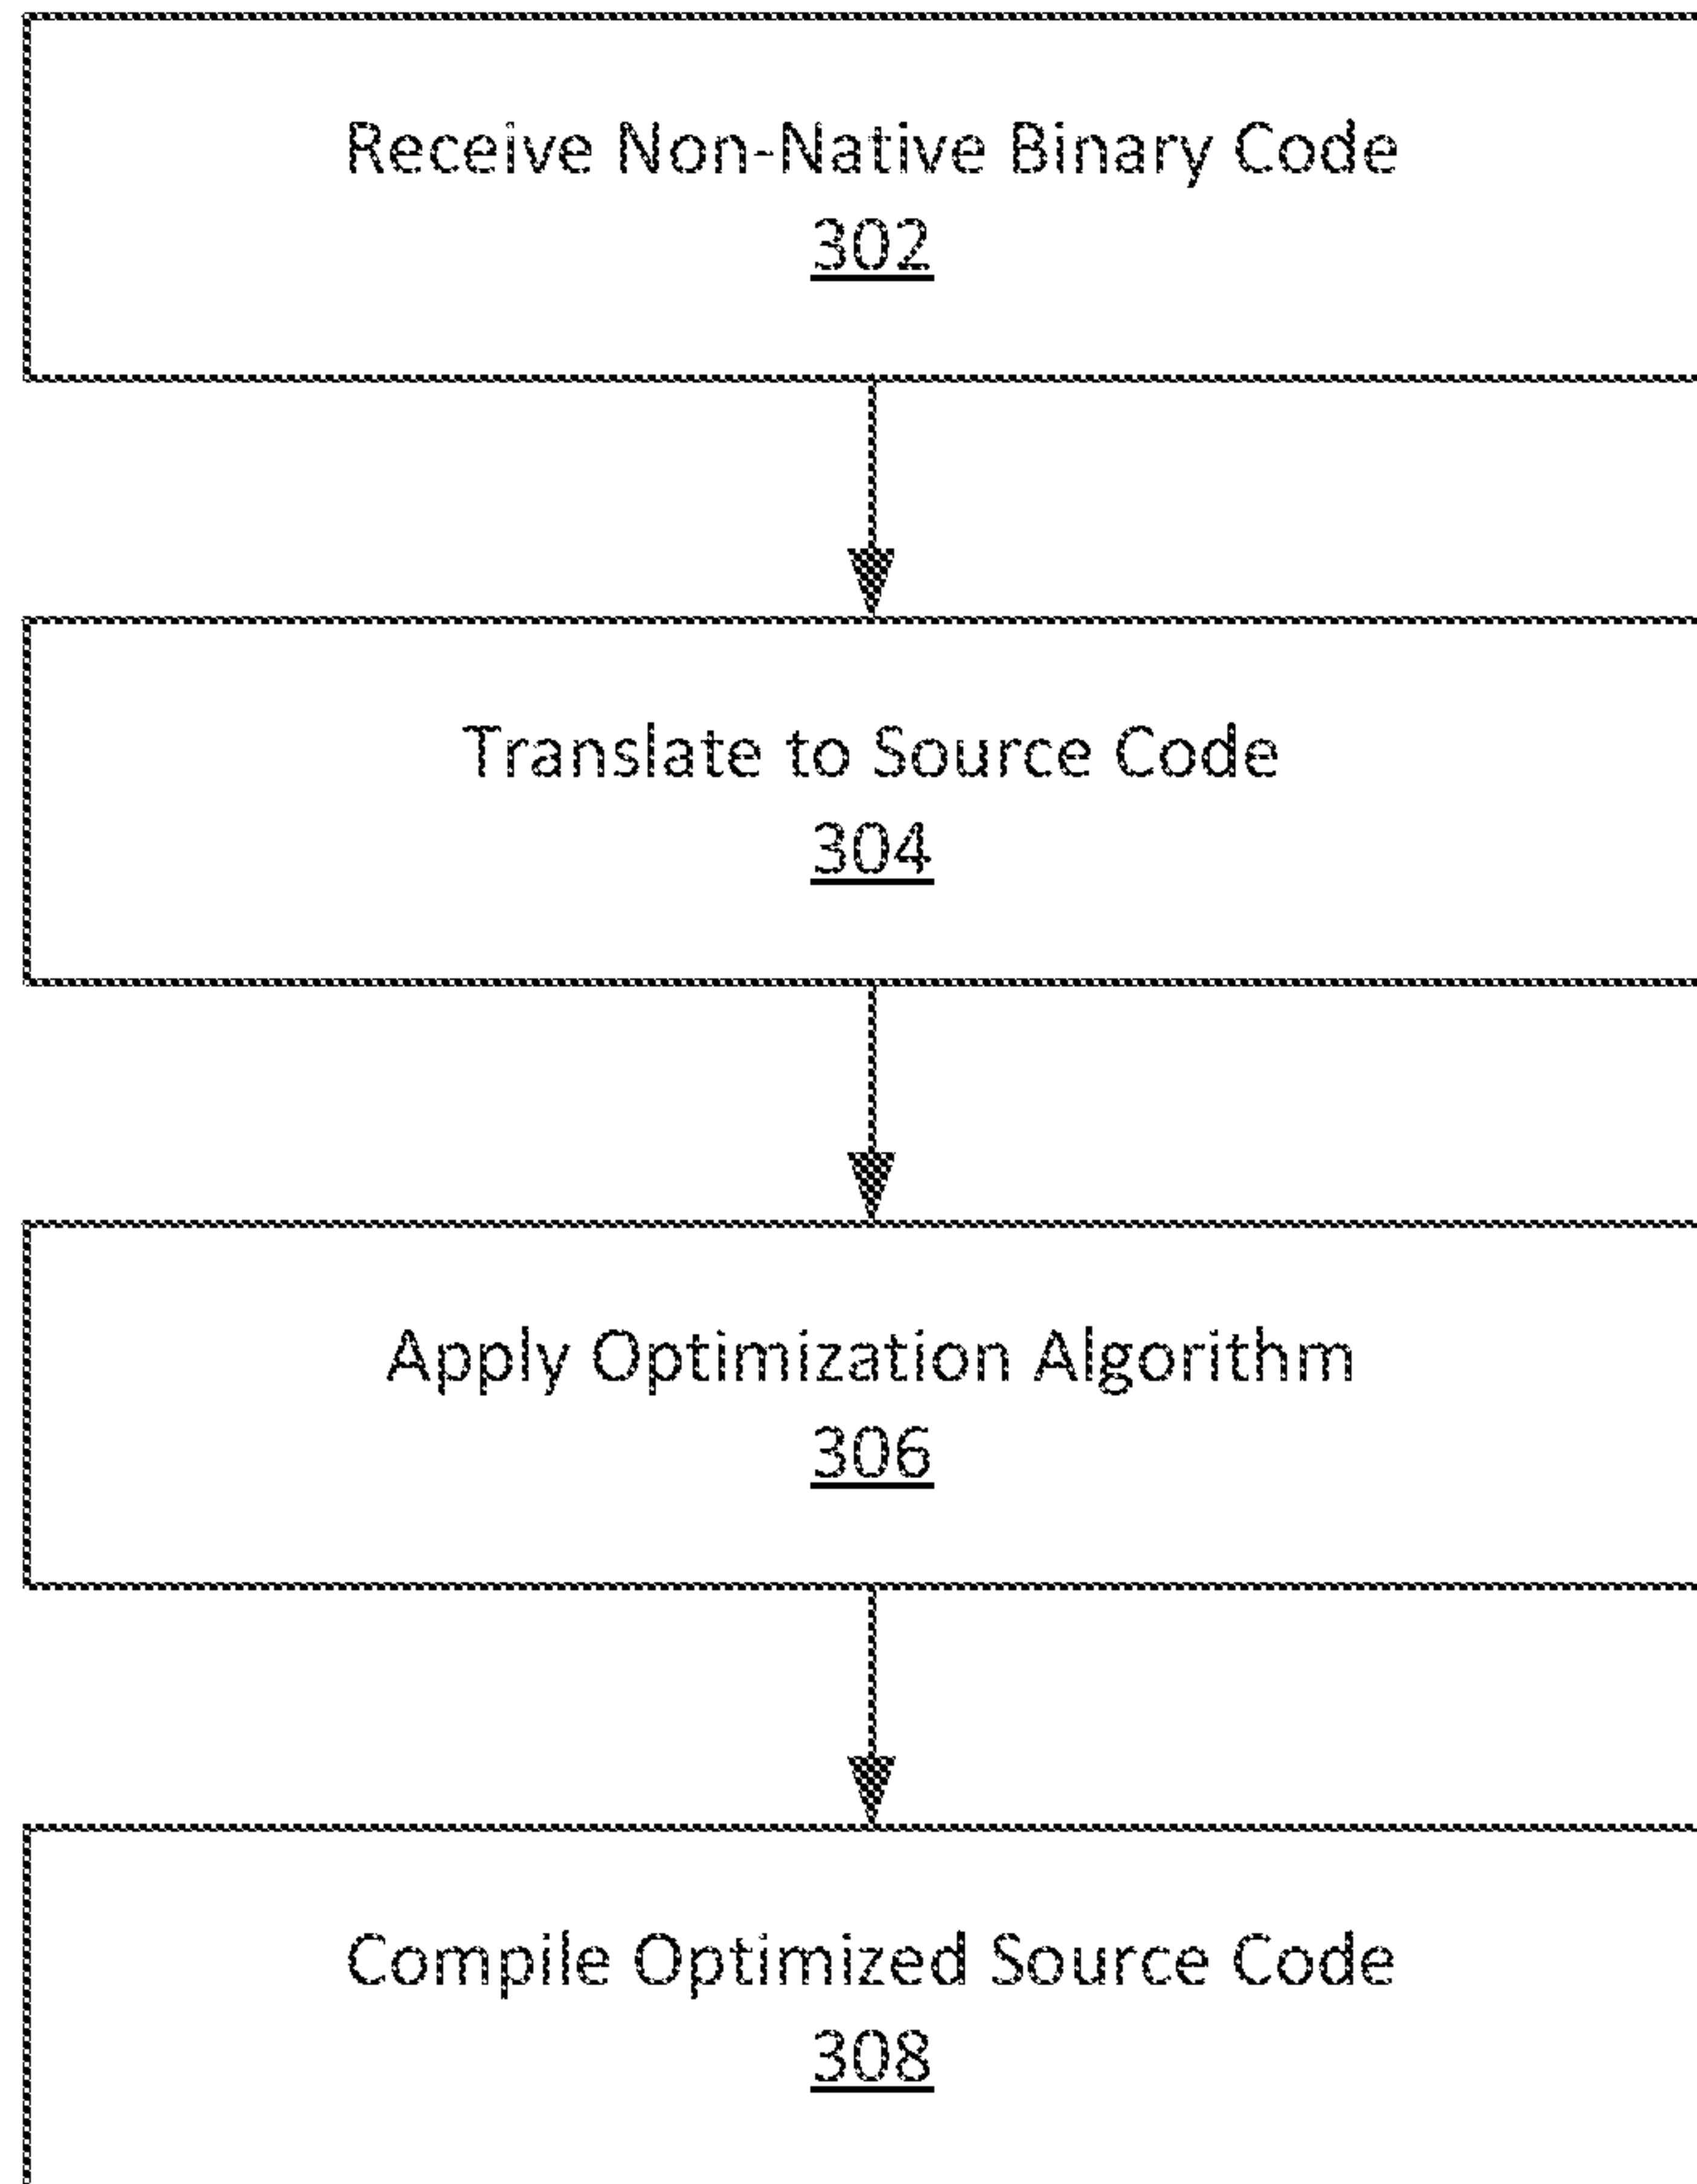 Receive Non-Native Binary Code
302
Translate to Source Code
304
Apply Optimization Algorithm
306
Compile Optimized Source Code
308